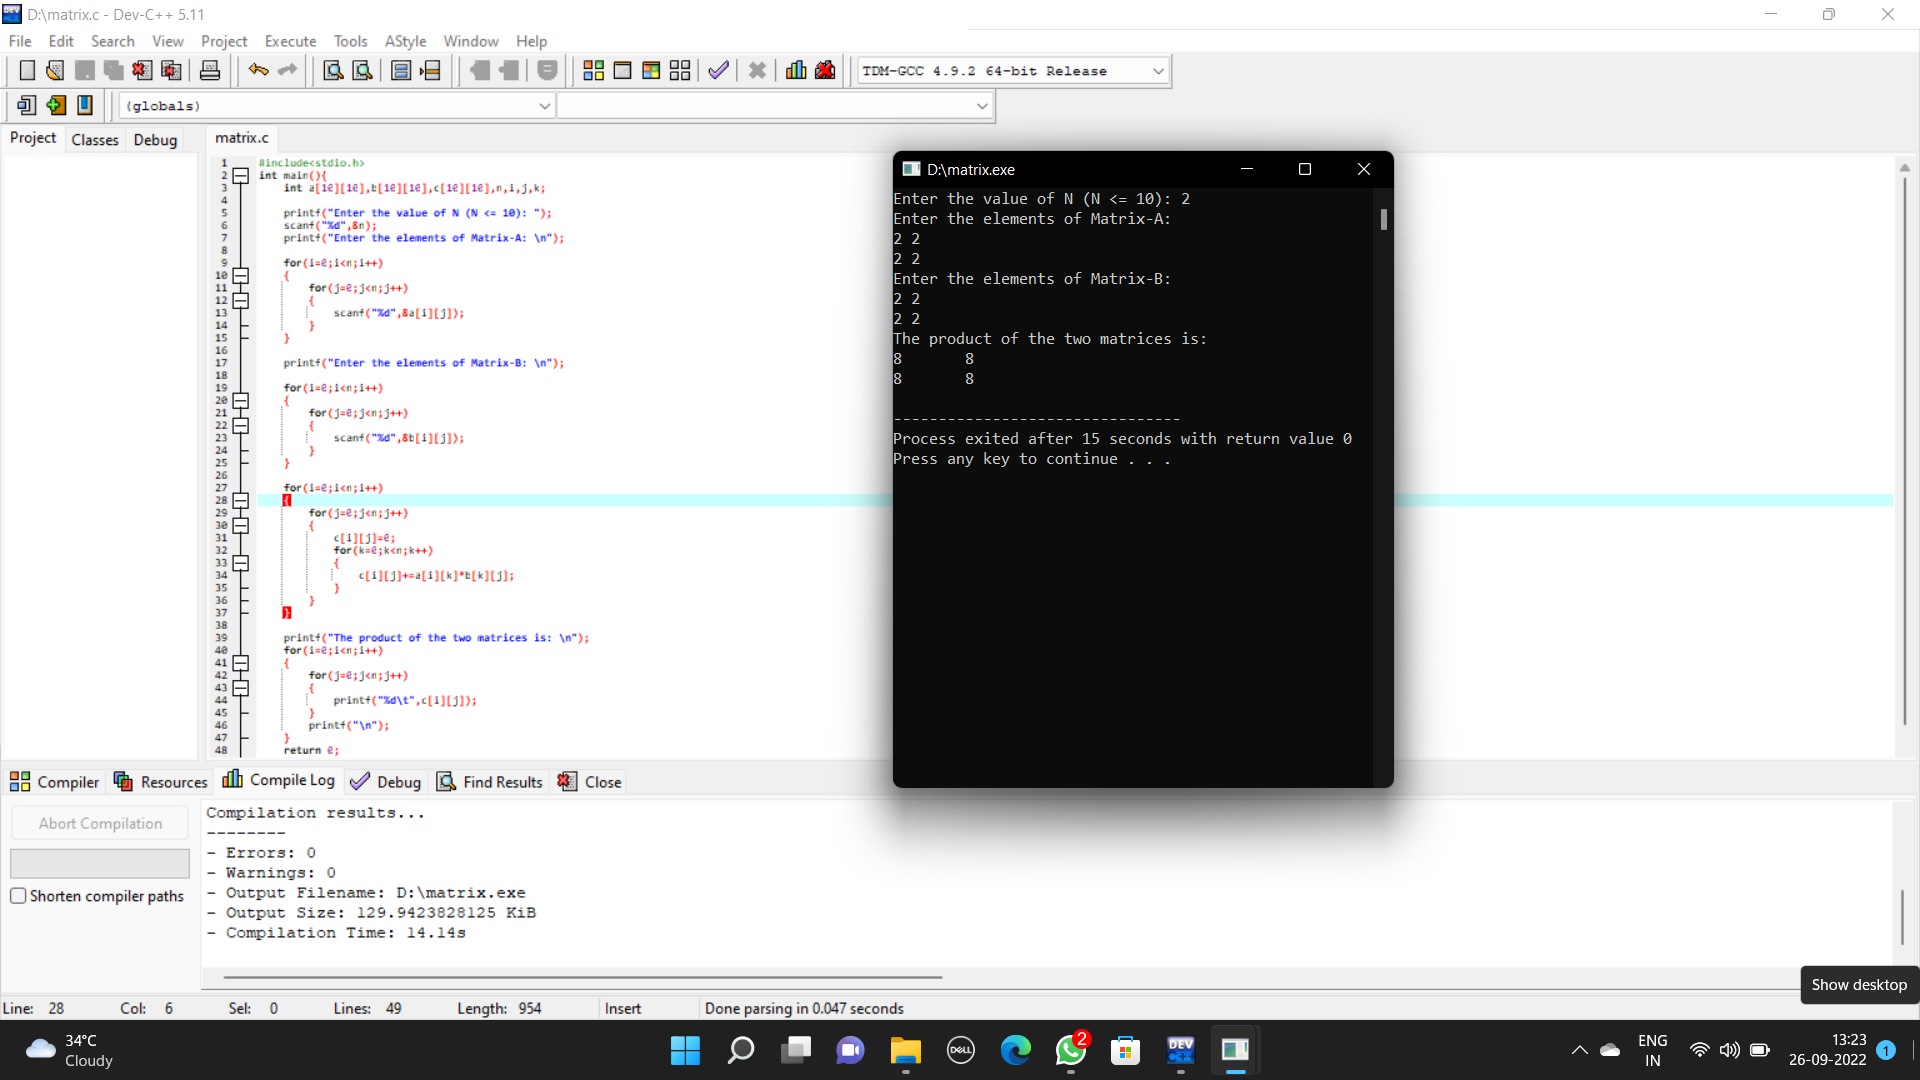 D:\matrix.c - Dev-C++ 5.11
File Edit Search View Project Execute Tools AStyle Window Help
TDM-GCC 4.9.2 64-bit Release
(globals)
Project Classes Debug
matrix.c
1 #include<stdio.h>
2 int main(){
3 int a[10][10],b[10][10],c[10][10],n,i,j,k;
4
5 printf("Enter the value of N (N <= 10): ");
6 scanf("%d",&n);
7 printf("Enter the elements of Matrix-A: \n");
8
9 for(i=0;i<n;i++)
10 {
11 for(j=0;j<n;j++)
12 {
13 scanf("%d",&a[i][j]);
14 }
15 }
16
17 printf("Enter the elements of Matrix-B: \n");
18
19 for(i=0;i<n;i++)
20 {
21 for(j=0;j<n;j++)
22 {
23 scanf("%d",&b[i][j]);
24 }
25 }
26
27 for(i=0;i<n;i++)
28 {
29 for(j=0;j<n;j++)
30 {
31 c[i][j]=0;
32 for(k=0;k<n;k++)
33 {
34 c[i][j]+=a[i][k]*b[k][j];
35 }
36 }
37 }
38
39 printf("The product of the two matrices is: \n");
40 for(i=0;i<n;i++)
41 {
42 for(j=0;j<n;j++)
43 {
44 printf("%d\t",c[i][j]);
45 }
46 printf("\n");
47 }
48 return 0;
D:\matrix.exe
Enter the value of N (N <= 10): 2
Enter the elements of Matrix-A:
2 2
2 2
Enter the elements of Matrix-B:
2 2
2 2
The product of the two matrices is:
8 8
8 8
--------------------------------
Process exited after 15 seconds with return value 0
Press any key to continue . . .
Compiler Resources Compile Log Debug Find Results Close
Abort Compilation
Shorten compiler paths
Compilation results...
--------
- Errors: 0
- Warnings: 0
- Output Filename: D:\matrix.exe
- Output Size: 129.9423828125 KiB
- Compilation Time: 14.14s
Show desktop
Line: 28 Col: 6 Sel: 0 Lines: 49 Length: 954 Insert Done parsing in 0.047 seconds
34°C
Cloudy
DELL
2
DEV
C++
ENG
IN
13:23
26-09-2022
1